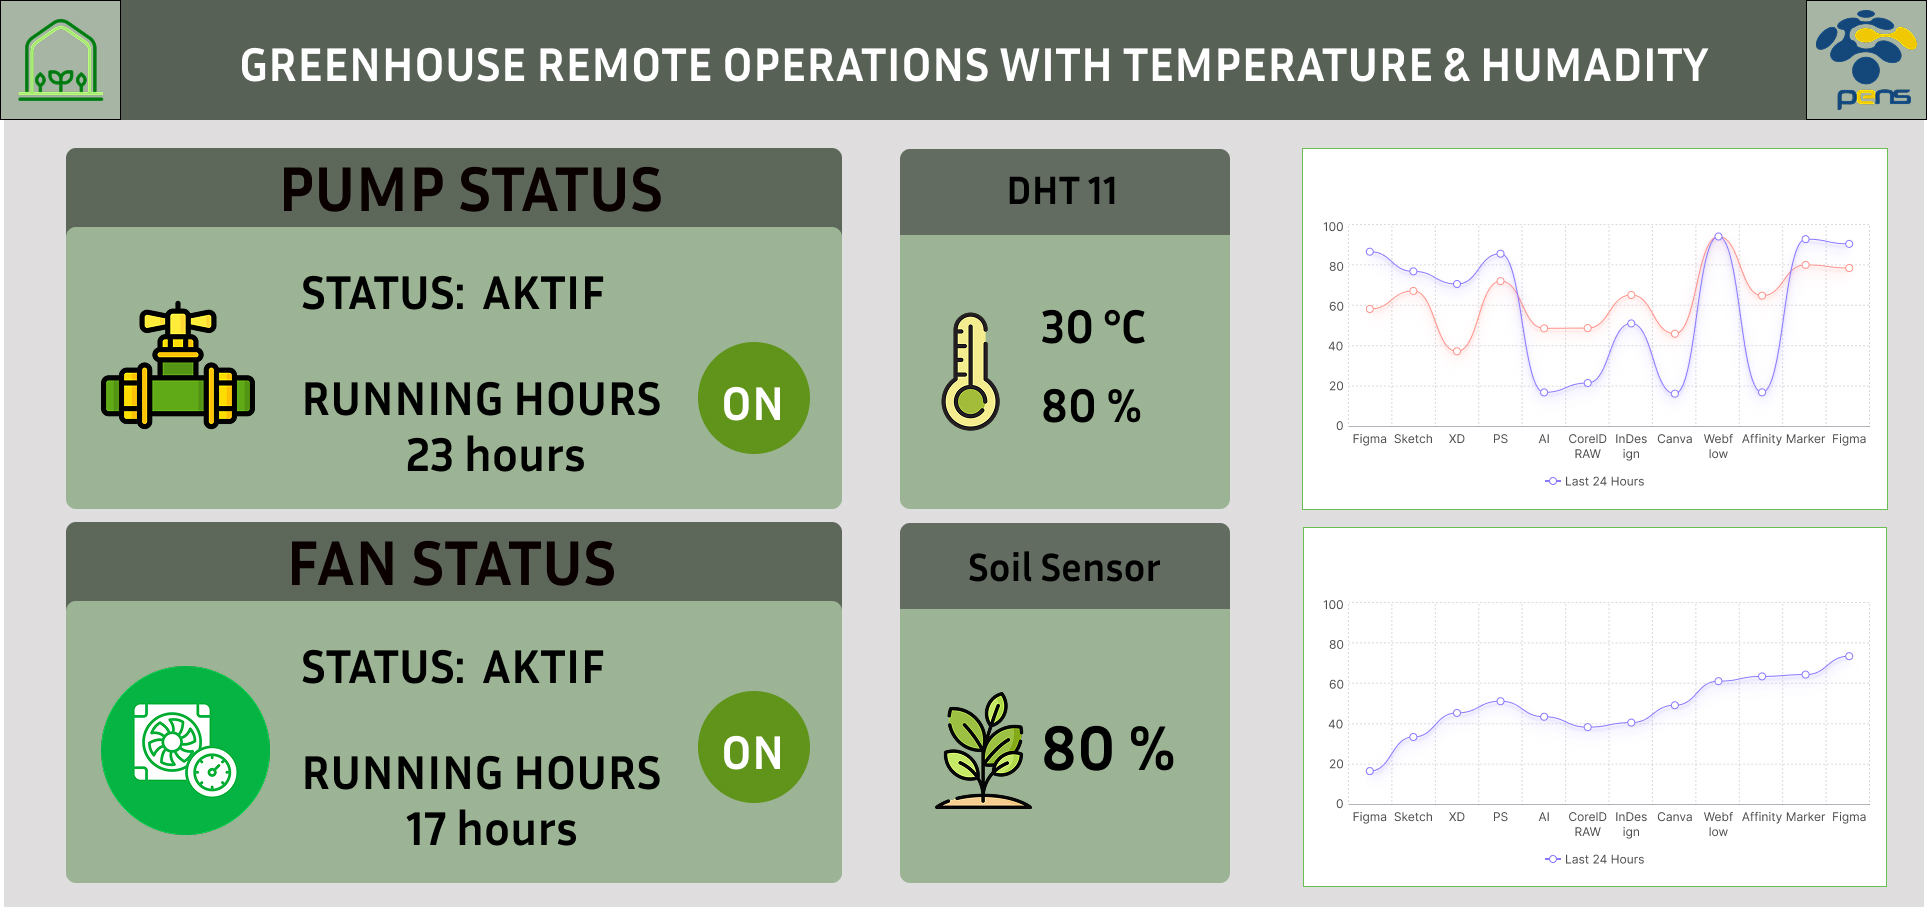 GREENHOUSE REMOTE OPERATIONS WITH TEMPERATURE & HUMADITY
pens
PUMP STATUS
STATUS: AKTIF
RUNNING HOURS
23 hours
ON
DHT 11
30 °C
80 %
100
80
60
40
20
0
Figma Sketch XD PS AI CorelD InDes Canva Webf Affinity Marker Figma
RAW ign low
Last 24 Hours
FAN STATUS
STATUS: AKTIF
RUNNING HOURS
17 hours
ON
Soil Sensor
80 %
100
80
60
40
20
0
Figma Sketch XD PS AI CorelD InDes Canva Webf Affinity Marker Figma
RAW ign low
Last 24 Hours